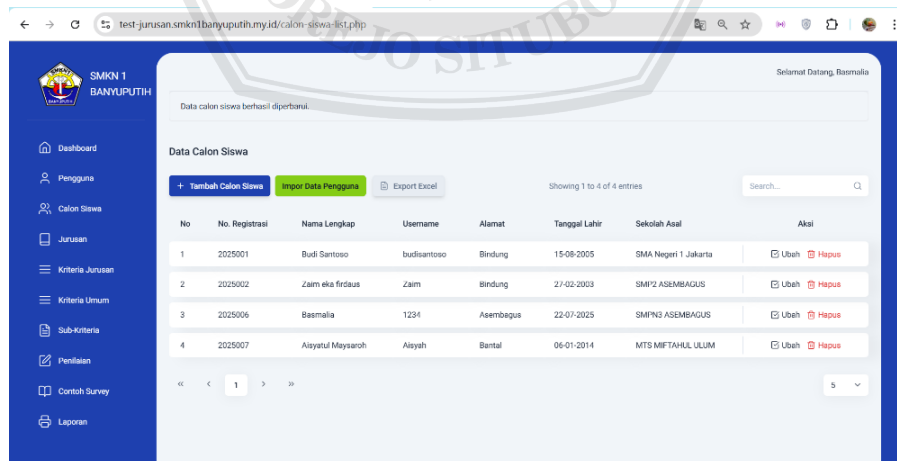 OREJO SITUBO
test-jurusan.smkn1banyuputih.my.id/calon-siswa-list.php
SMKN 1
BANYUPUTIH
Selamat Datang, Basmalia
Data calon siswa berhasil diperbarui.
Dashboard
Pengguna
Calon Siswa
Jurusan
Kriteria Jurusan
Kriteria Umum
Sub-Kriteria
Penilaian
Contoh Survey
Laporan
Data Calon Siswa
+ Tambah Calon Siswa Impor Data Pengguna Export Excel Showing 1 to 4 of 4 entries Search...
No No. Registrasi Nama Lengkap Username Alamat Tanggal Lahir Sekolah Asal Aksi
1 2025001 Budi Santoso budisantoso Bindung 15-08-2005 SMA Negeri 1 Jakarta Ubah Hapus
2 2025002 Zaim eka firdaus Zaim Bindung 27-02-2003 SMP2 ASEMBAGUS Ubah Hapus
3 2025006 Basmalia 1234 Asembagus 22-07-2025 SMPN3 ASEMBAGUS Ubah Hapus
4 2025007 Aisyatul Maysaroh Aisyah Bantal 06-01-2014 MTS MIFTAHUL ULUM Ubah Hapus
« ‹ 1 › » 5